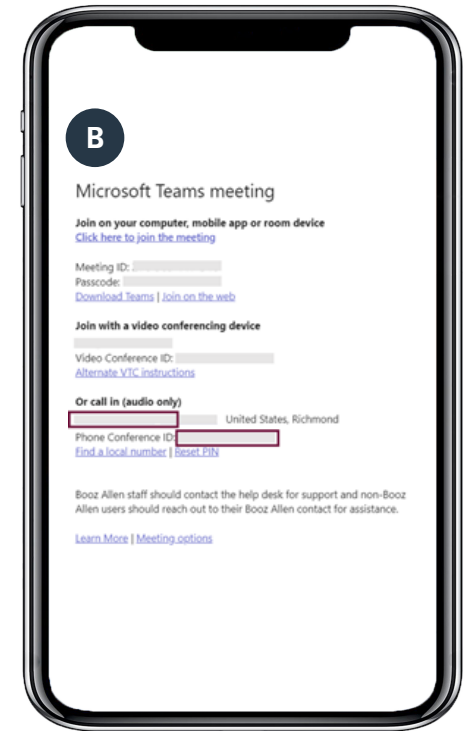 B
Microsoft Teams meeting
Join on your computer, mobile app or room device
Click here to join the meeting
Meeting ID:
Passcode:
Download Teams | Join on the web
Join with a video conferencing device
Video Conference ID:
Alternate VTC instructions
Or call in (audio only)
United States, Richmond
Phone Conference ID:
Find a local number | Reset PIN
Booz Allen staff should contact the help desk for support and non-Booz
Allen users should reach out to their Booz Allen contact for assistance.
Learn More | Meeting options